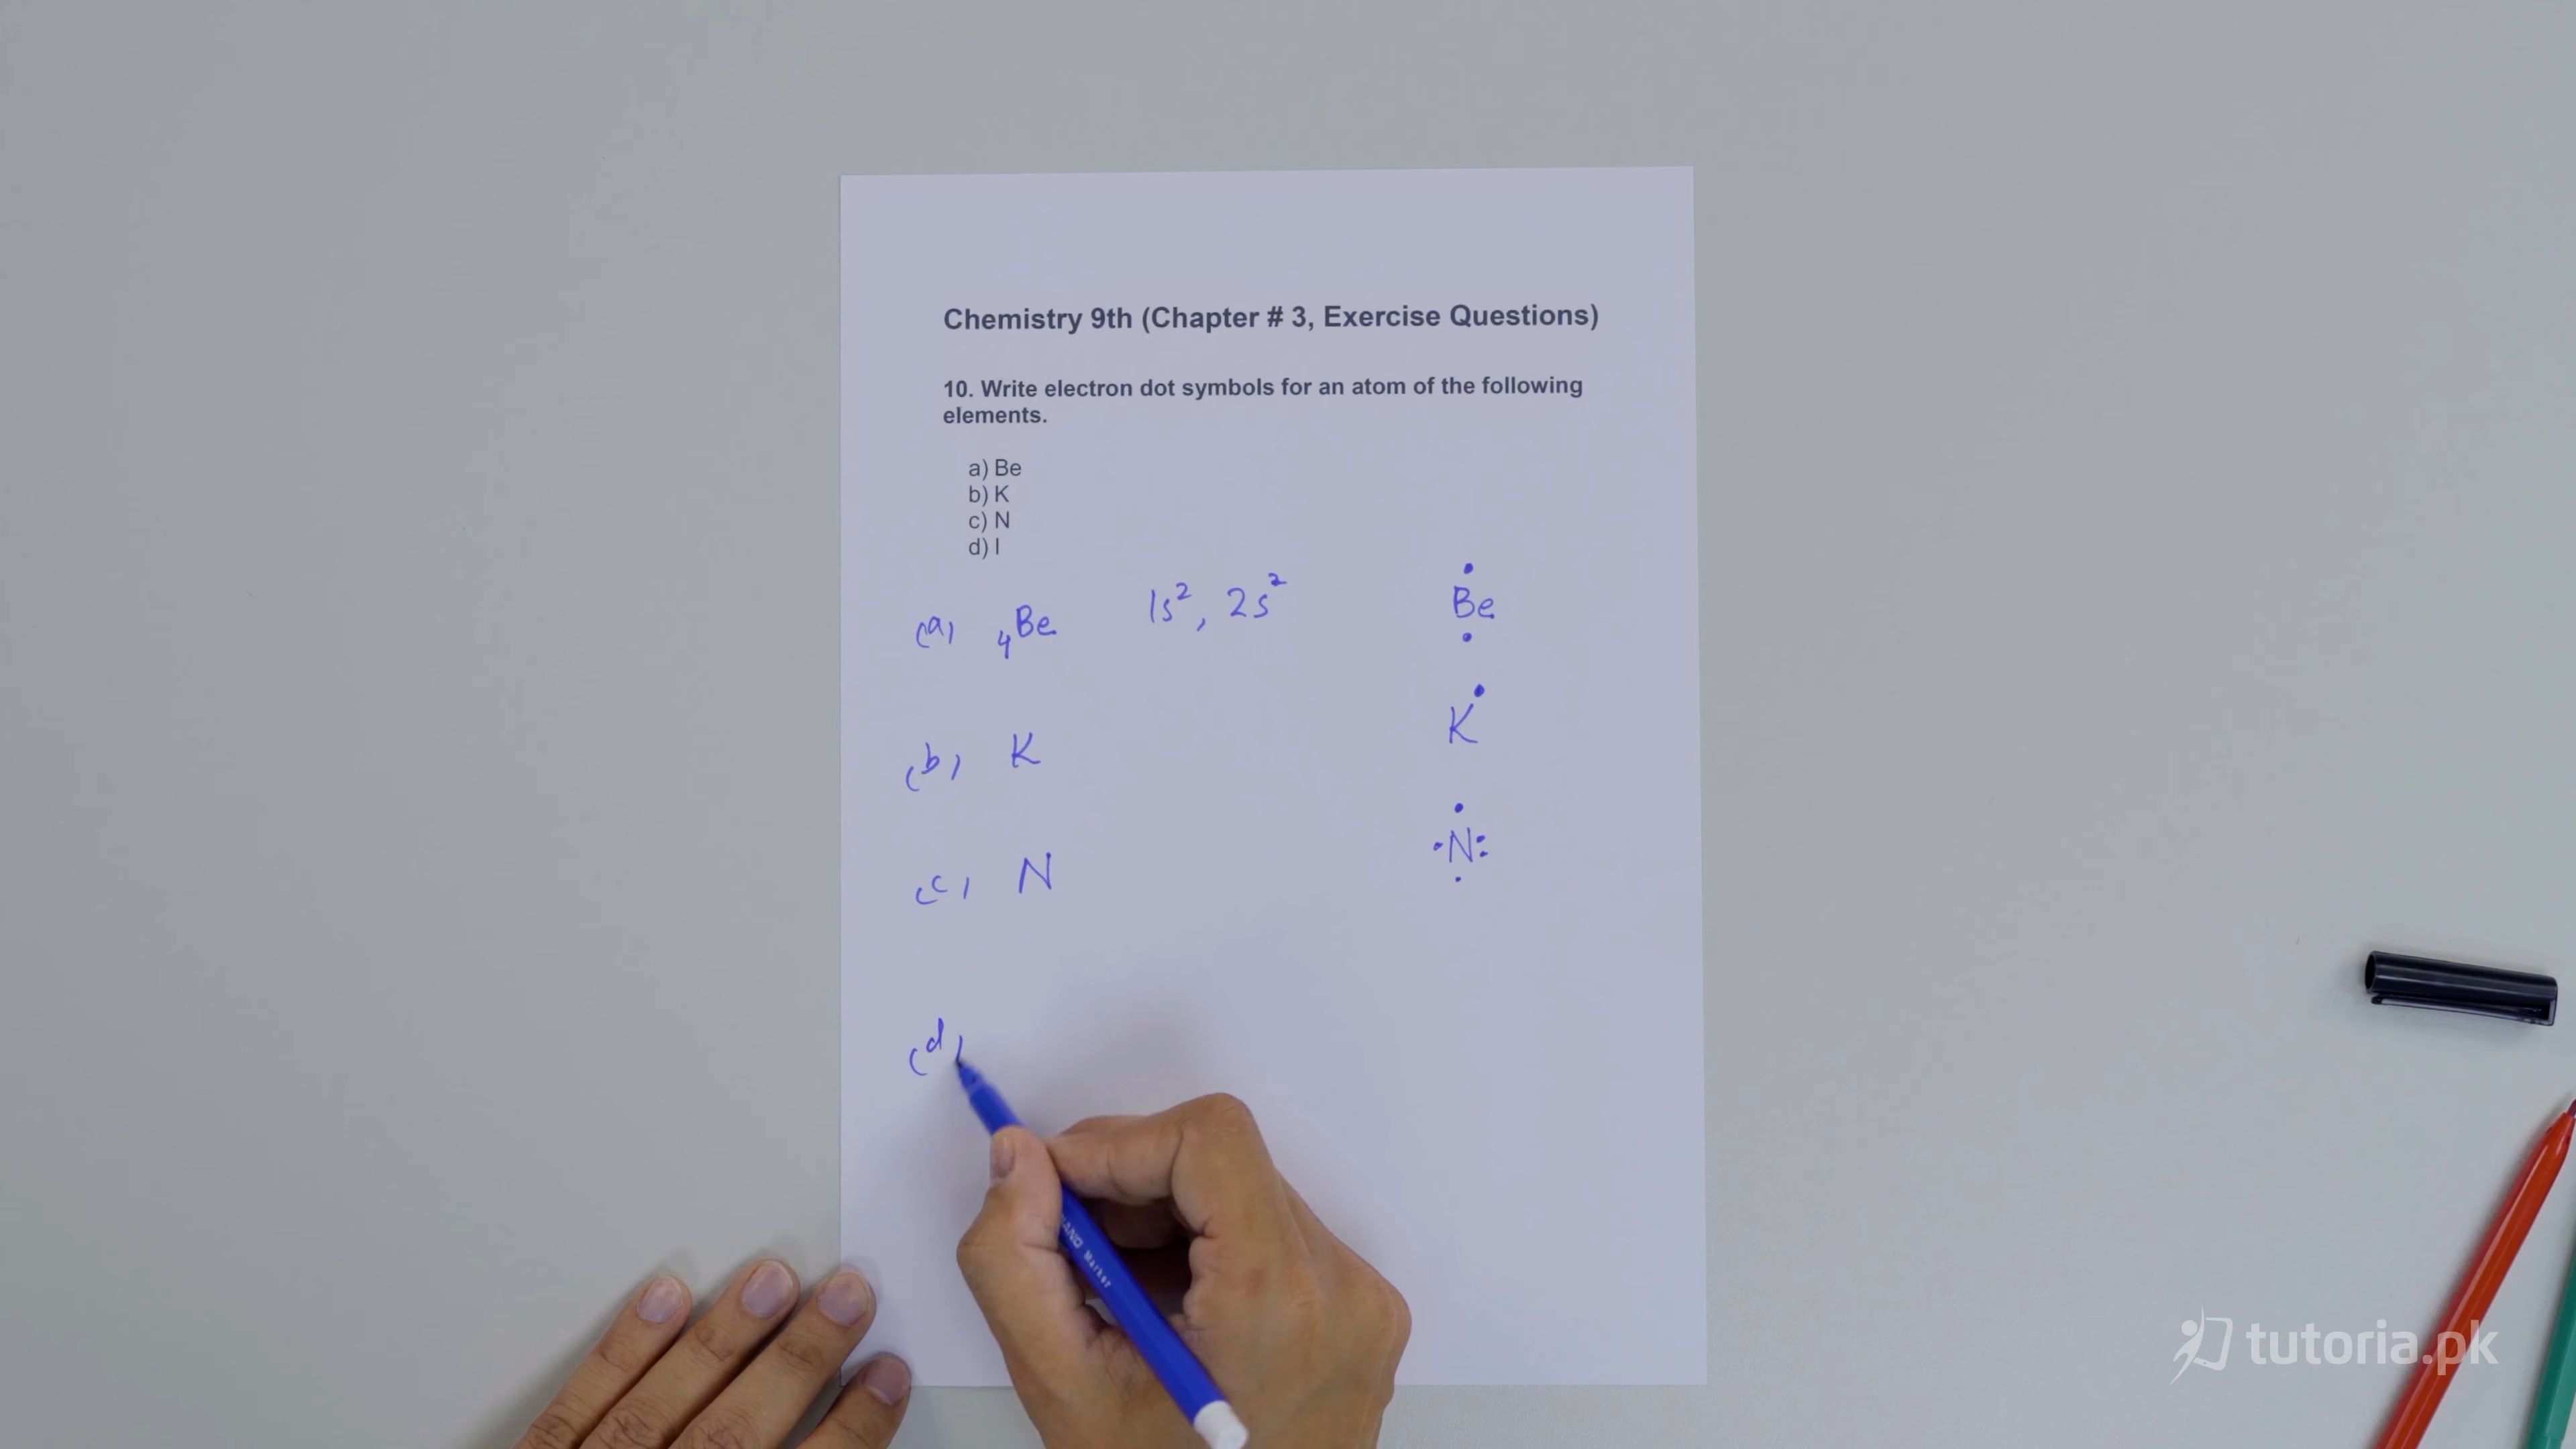 Chemistry 9th (Chapter # 3, Exercise Questions)
10. Write electron dot symbols for an atom of the following
elements.
a) Be
b) K
c) N
d) I
(a) ₄Be 1s², 2s² Be
(b) K K
(c) N N
(d)
Marker
tutoria.pk